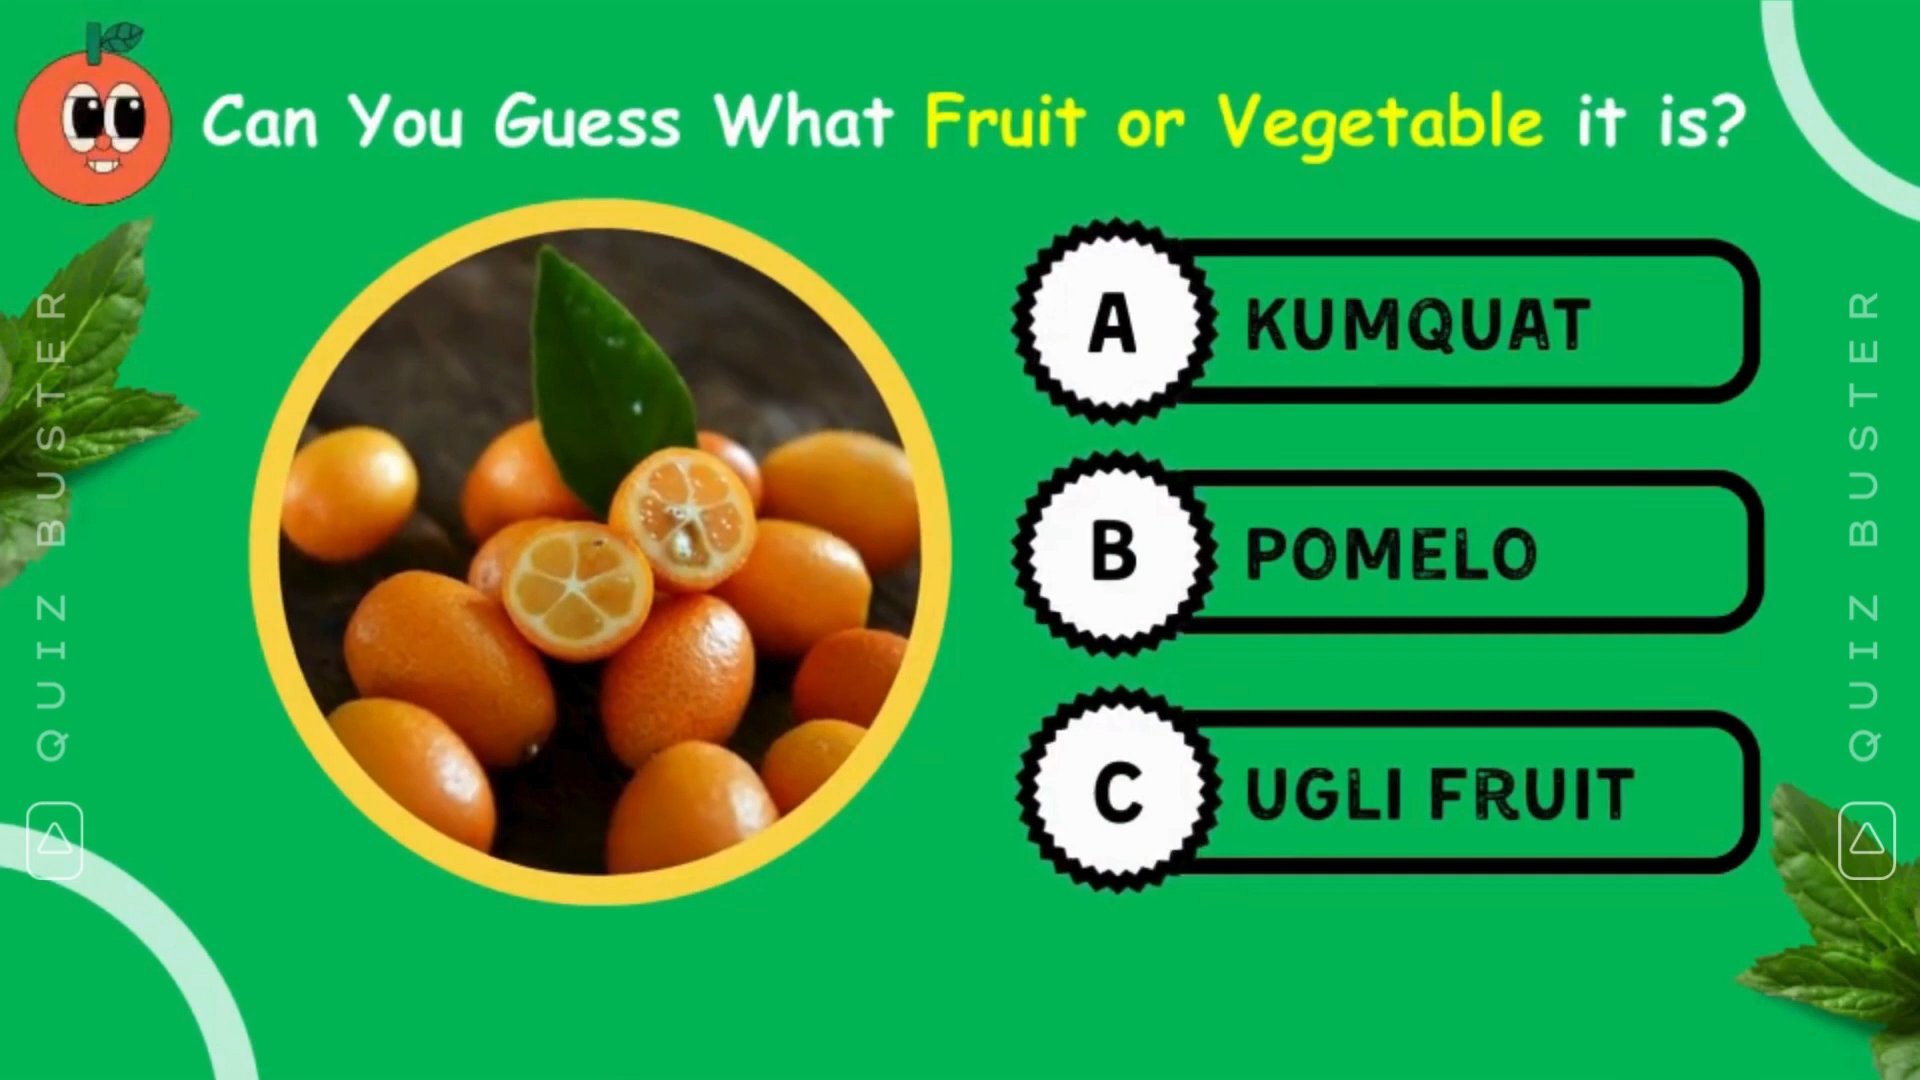 Can You Guess What Fruit or Vegetable it is?
A KUMQUAT
B POMELO
C UGLI FRUIT
QUIZ BUSTER
QUIZ BUSTER